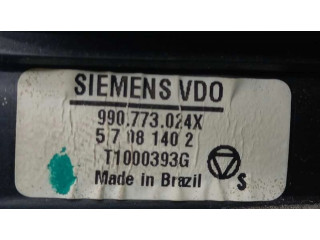 SIEMENS VDO
990.773.024X
5 7 08 140 2
T1000393G
Made in Brazil
S